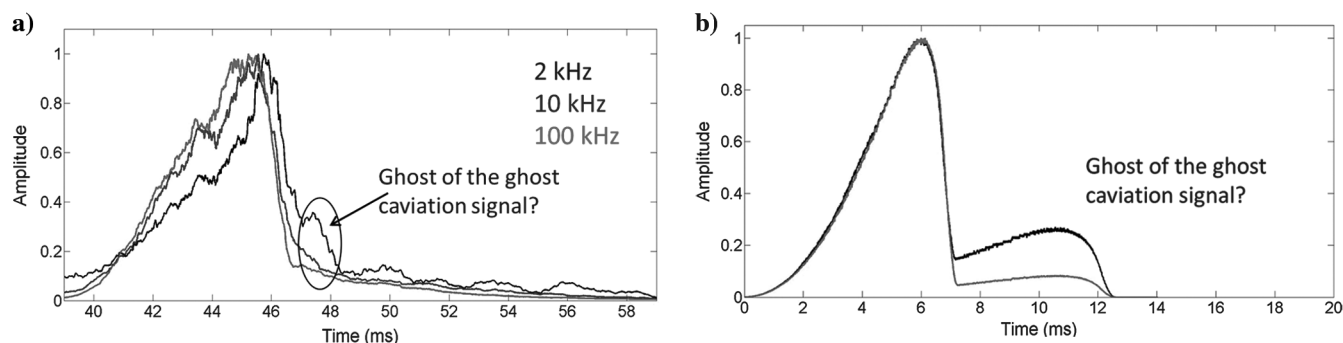 a)
1
0.8
0.6
0.4
0.2
0
Amplitude
40 42 44 46 48 50 52 54 56 58
Time (ms)
2 kHz
10 kHz
100 kHz
Ghost of the ghost
caviation signal?
b)
1
0.8
0.6
0.4
0.2
0
Amplitude
0 2 4 6 8 10 12 14 16 18 20
Time (ms)
Ghost of the ghost
caviation signal?